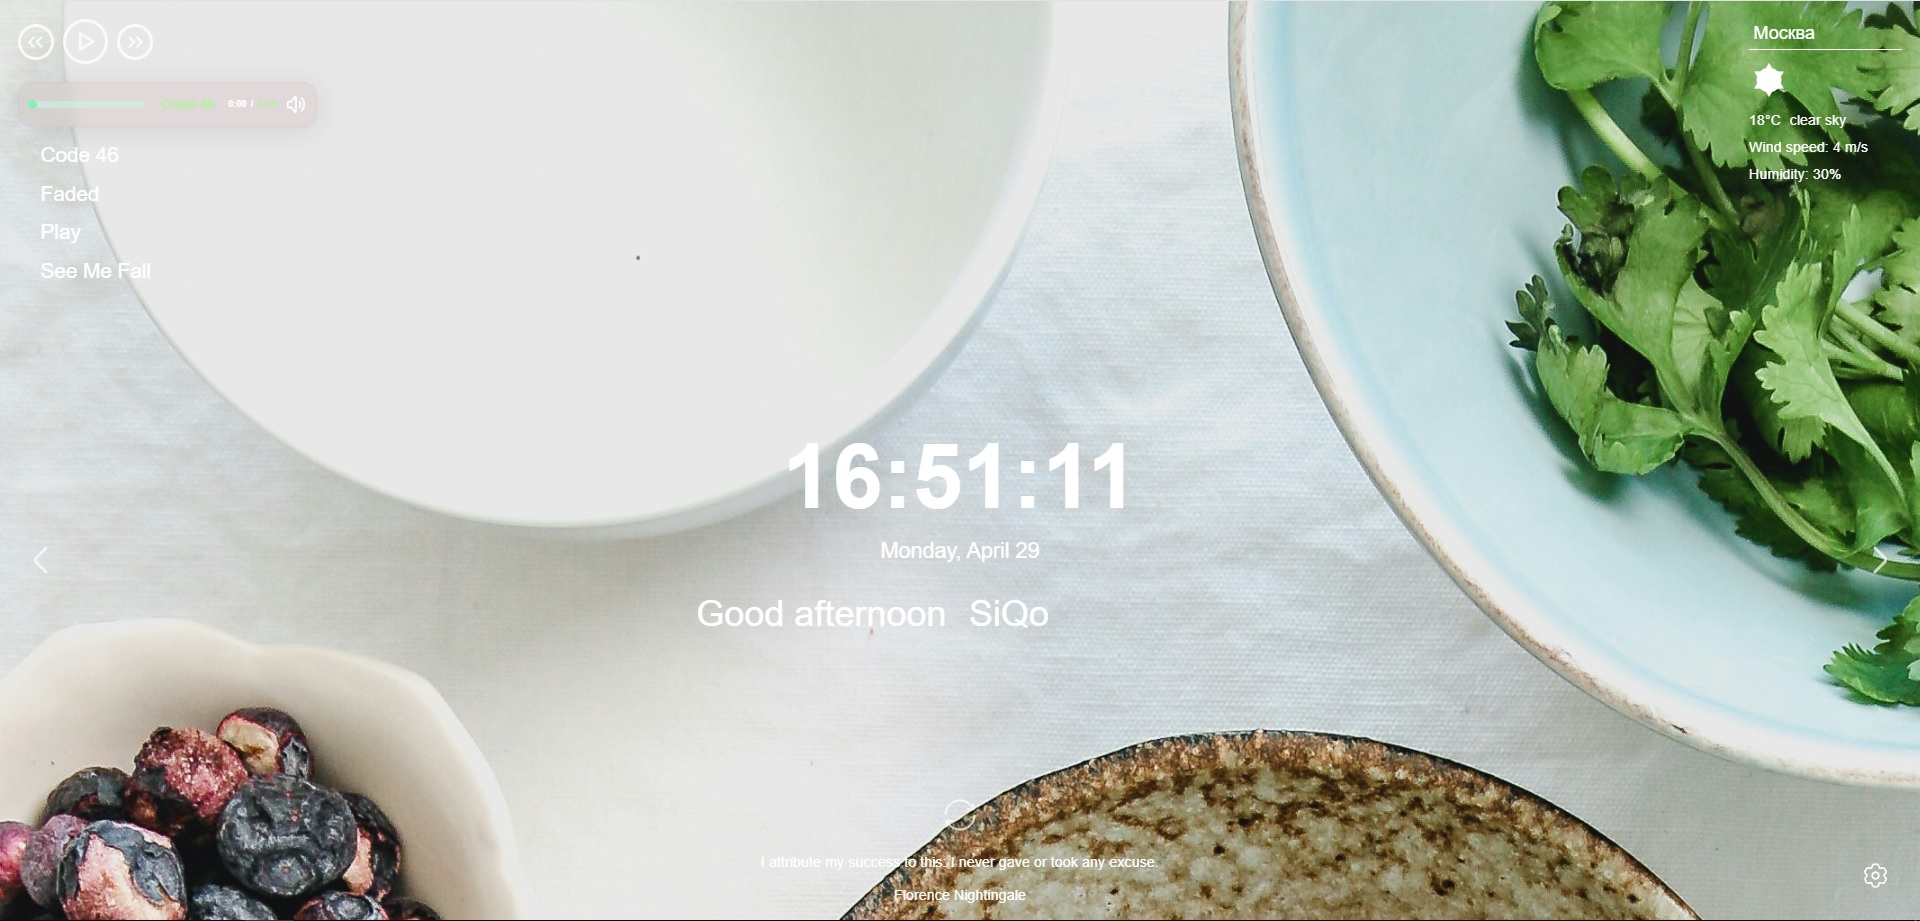 Москва
Code 46
0:00 /
Code 46
Faded
Play
See Me Fall
18°C clear sky
Wind speed: 4 m/s
Humidity: 30%
16:51:11
Monday, April 29
Good afternoon SiQo
I attribute my success to this: I never gave or took any excuse.
Florence Nightingale